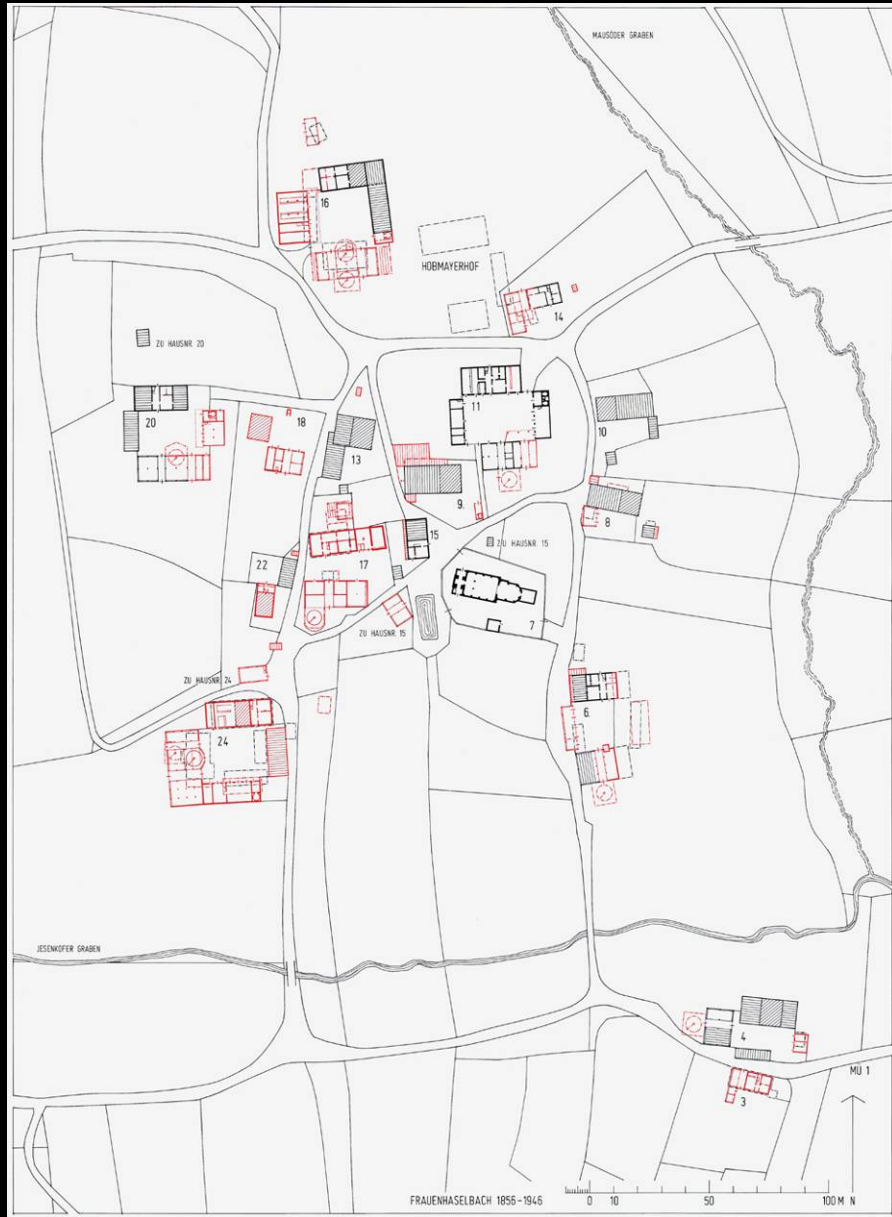 MAUSÖDER GRABEN
16
HOBMAYERHOF
14
ZU HAUSNR. 20
20
18
13
11
10
9.
8
15
ZU HAUSNR. 15
22
17
7
ZU HAUSNR. 15
ZU HAUSNR. 24
24
6.
JESENKOFER GRABEN
4
3
MÜ 1
FRAUENHASELBACH 1856-1946
0 10 50 100 M N